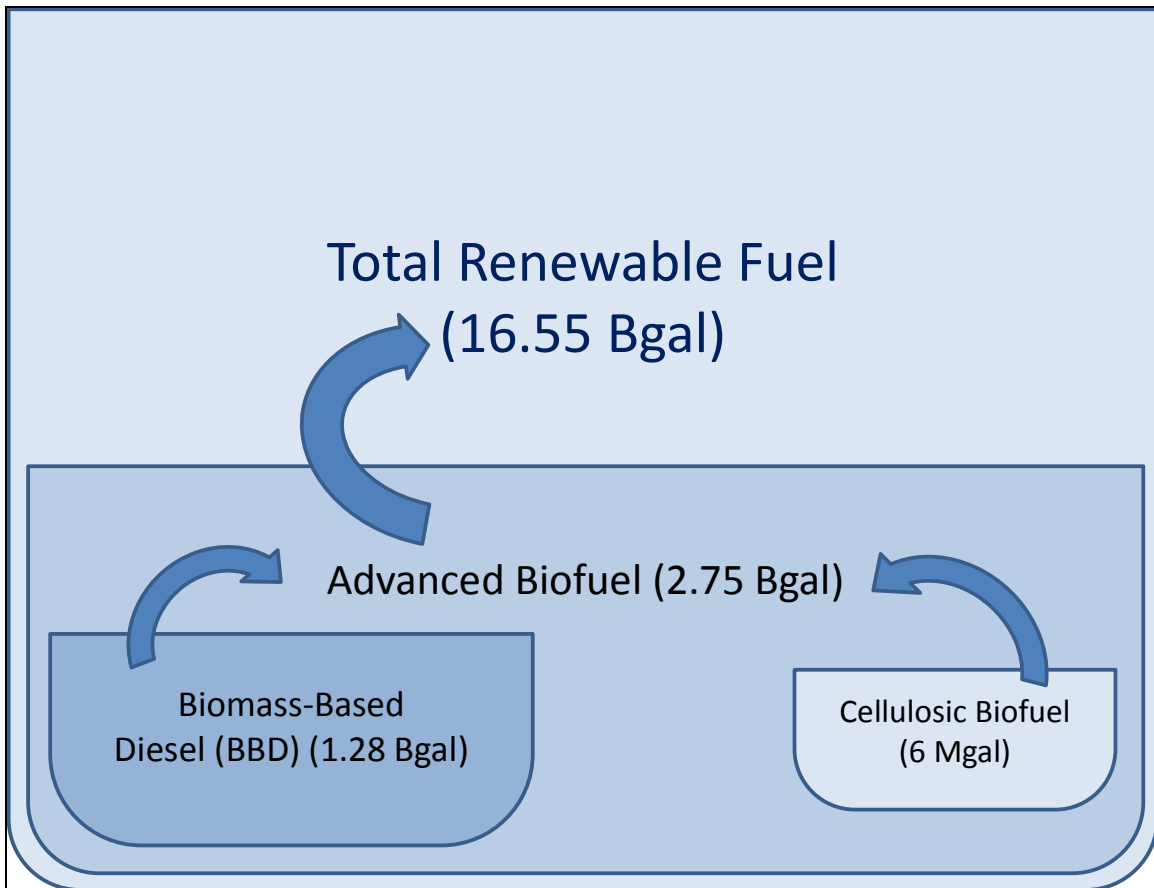 Total Renewable Fuel
(16.55 Bgal)
Advanced Biofuel (2.75 Bgal)
Biomass-Based
Diesel (BBD) (1.28 Bgal)
Cellulosic Biofuel
(6 Mgal)